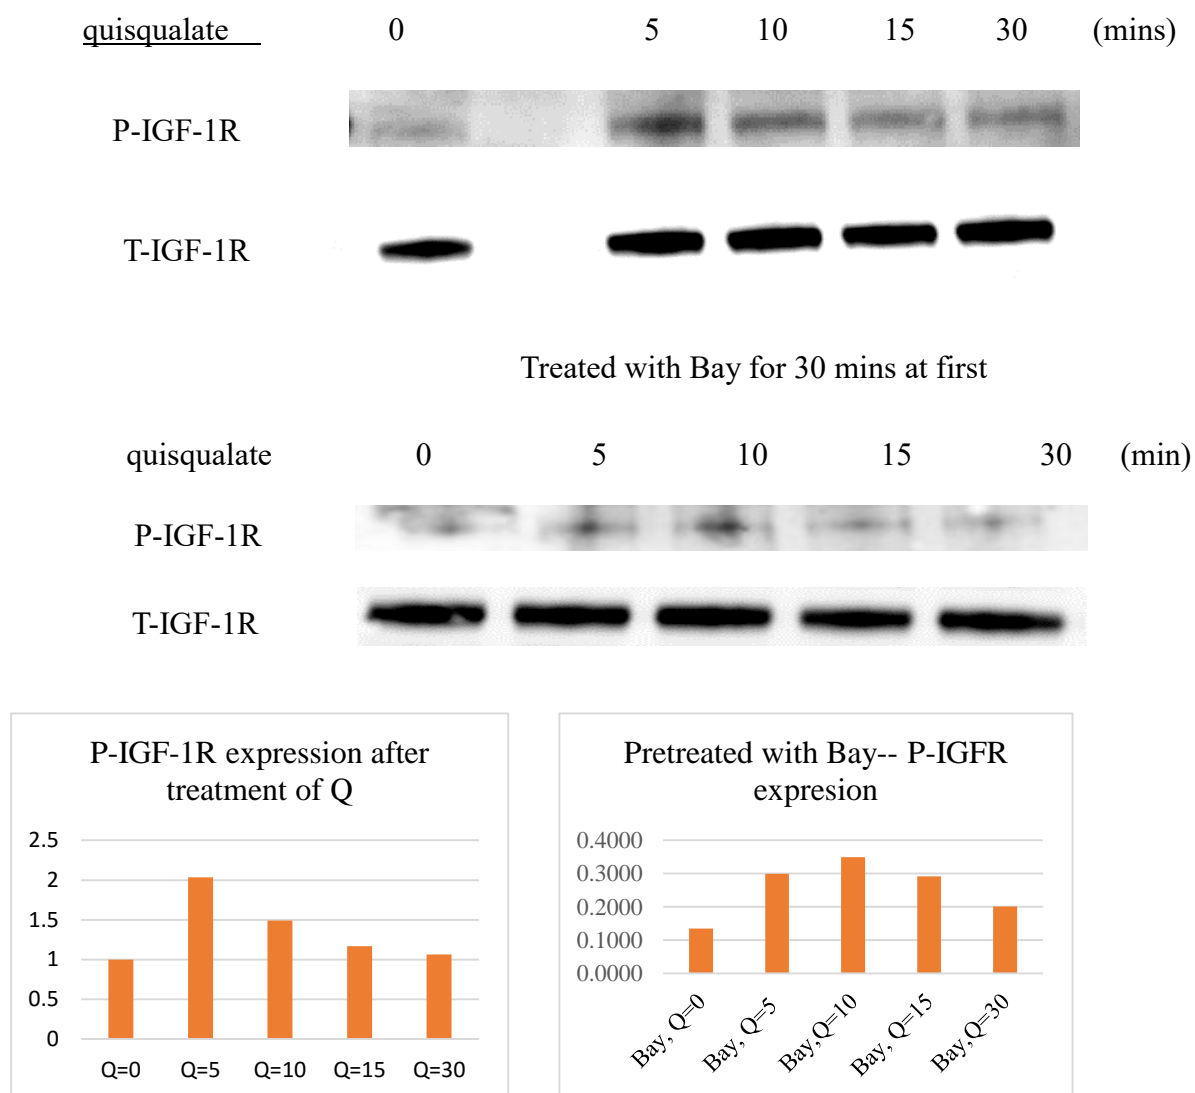 quisqualate 0 5 10 15 30 (mins)
P-IGF-1R
T-IGF-1R
Treated with Bay for 30 mins at first
quisqualate 0 5 10 15 30 (min)
P-IGF-1R
T-IGF-1R
P-IGF-1R expression after
treatment of Q
2.5
2
1.5
1
0.5
0
Q=0 Q=5 Q=10 Q=15 Q=30
Pretreated with Bay-- P-IGFR
expresion
0.4000
0.3000
0.2000
0.1000
0.0000
Bay, Q=0 Bay, Q=5 Bay,Q=10 Bay, Q=15 Bay,Q=30